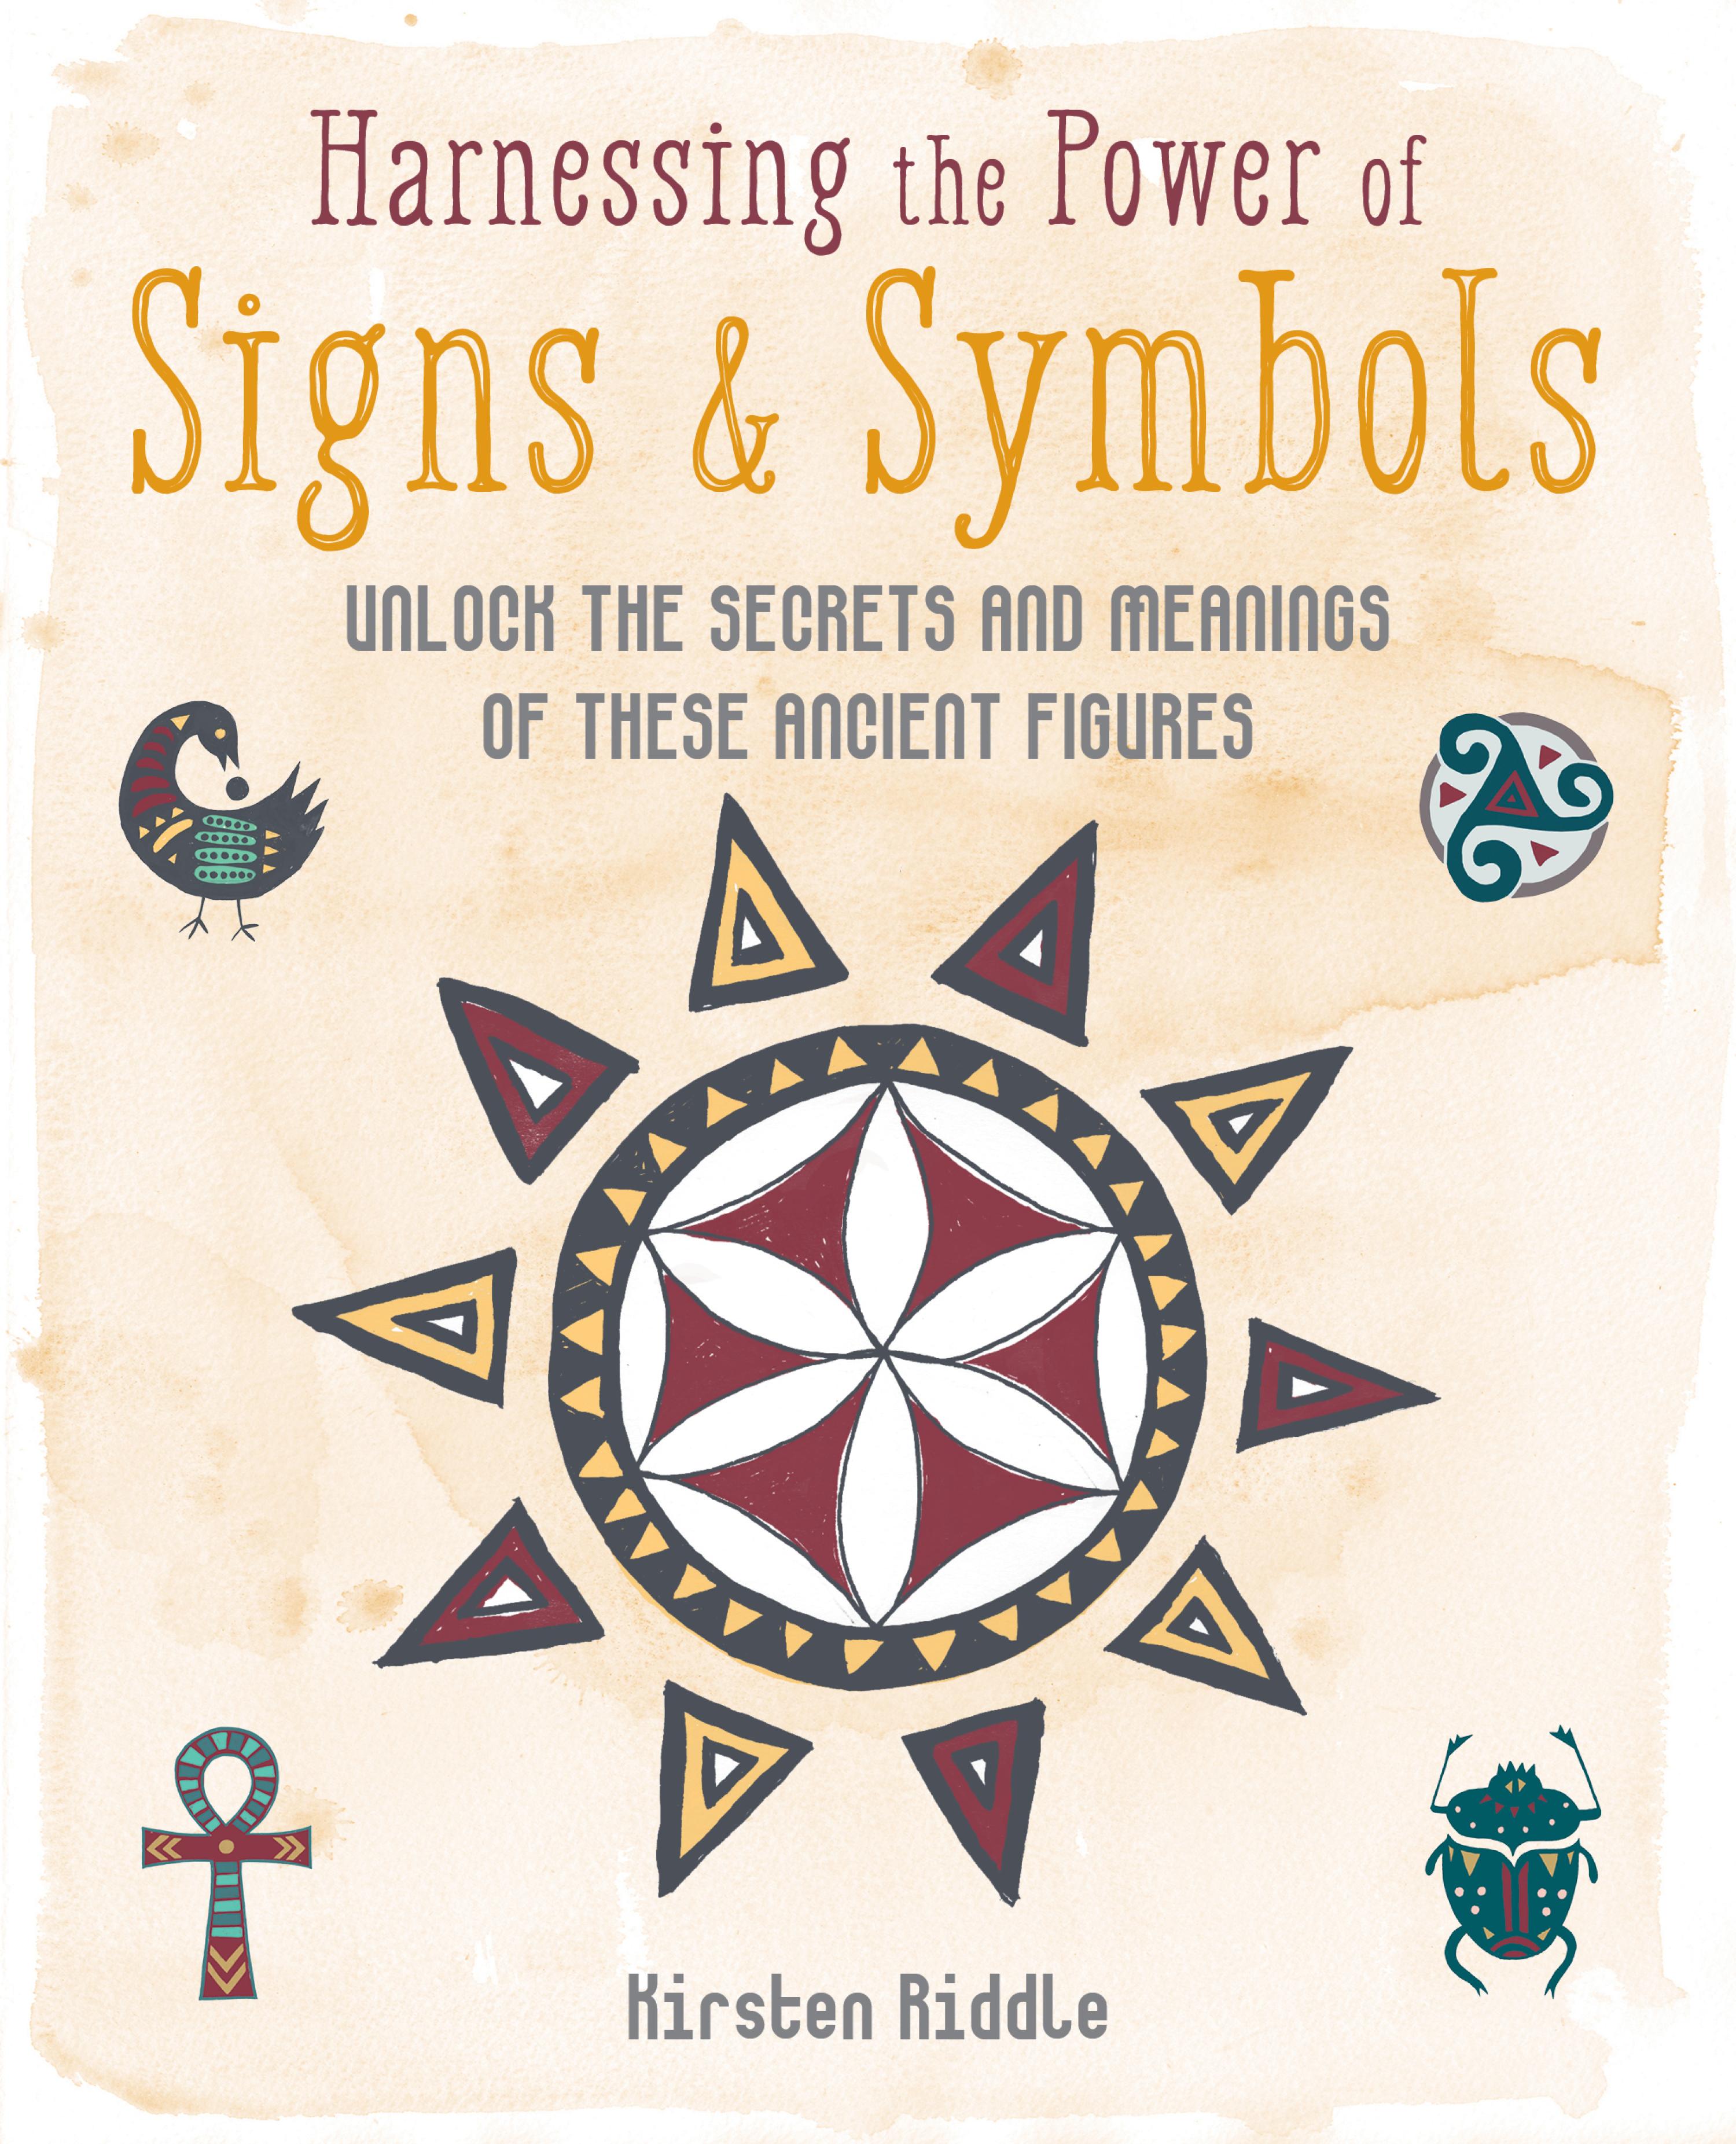 Harnessing the Power of
Signs & Symbols
UNLOCK THE SECRETS AND MEANINGS
OF THESE ANCIENT FIGURES
Kirsten Riddle